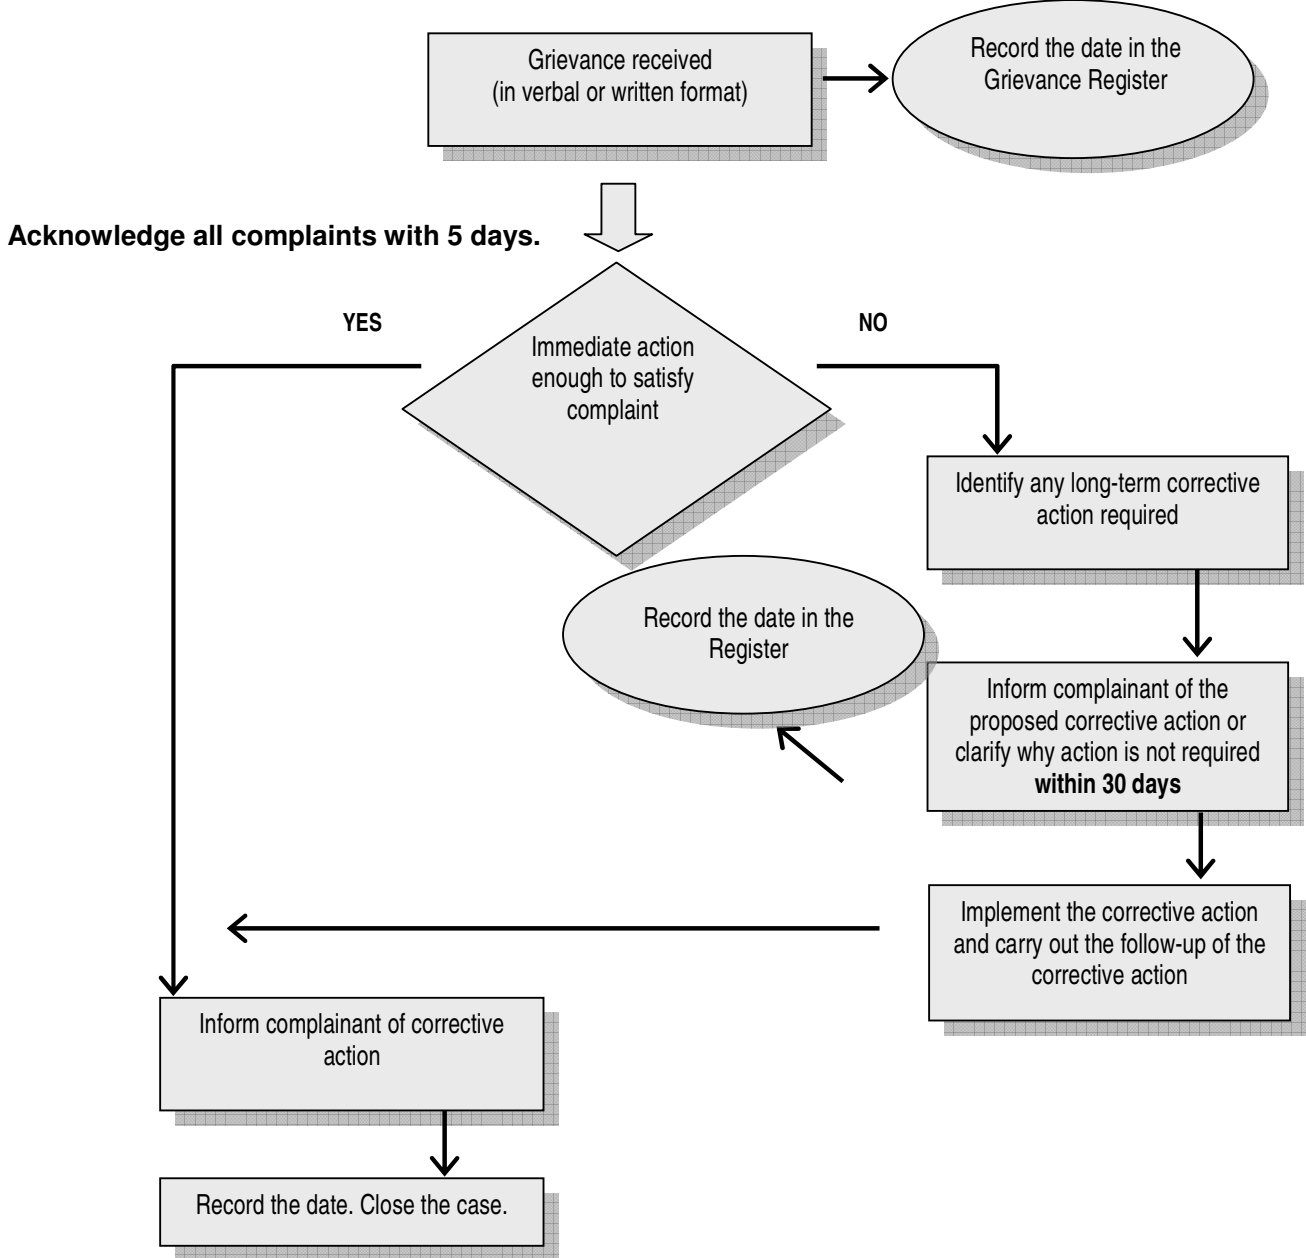 Grievance received
(in verbal or written format)
Record the date in the
Grievance Register
Acknowledge all complaints with 5 days.
YES
NO
Immediate action
enough to satisfy
complaint
Identify any long-term corrective
action required
Record the date in the
Register
Inform complainant of the
proposed corrective action or
clarify why action is not required
within 30 days
Implement the corrective action
and carry out the follow-up of the
corrective action
Inform complainant of corrective
action
Record the date. Close the case.